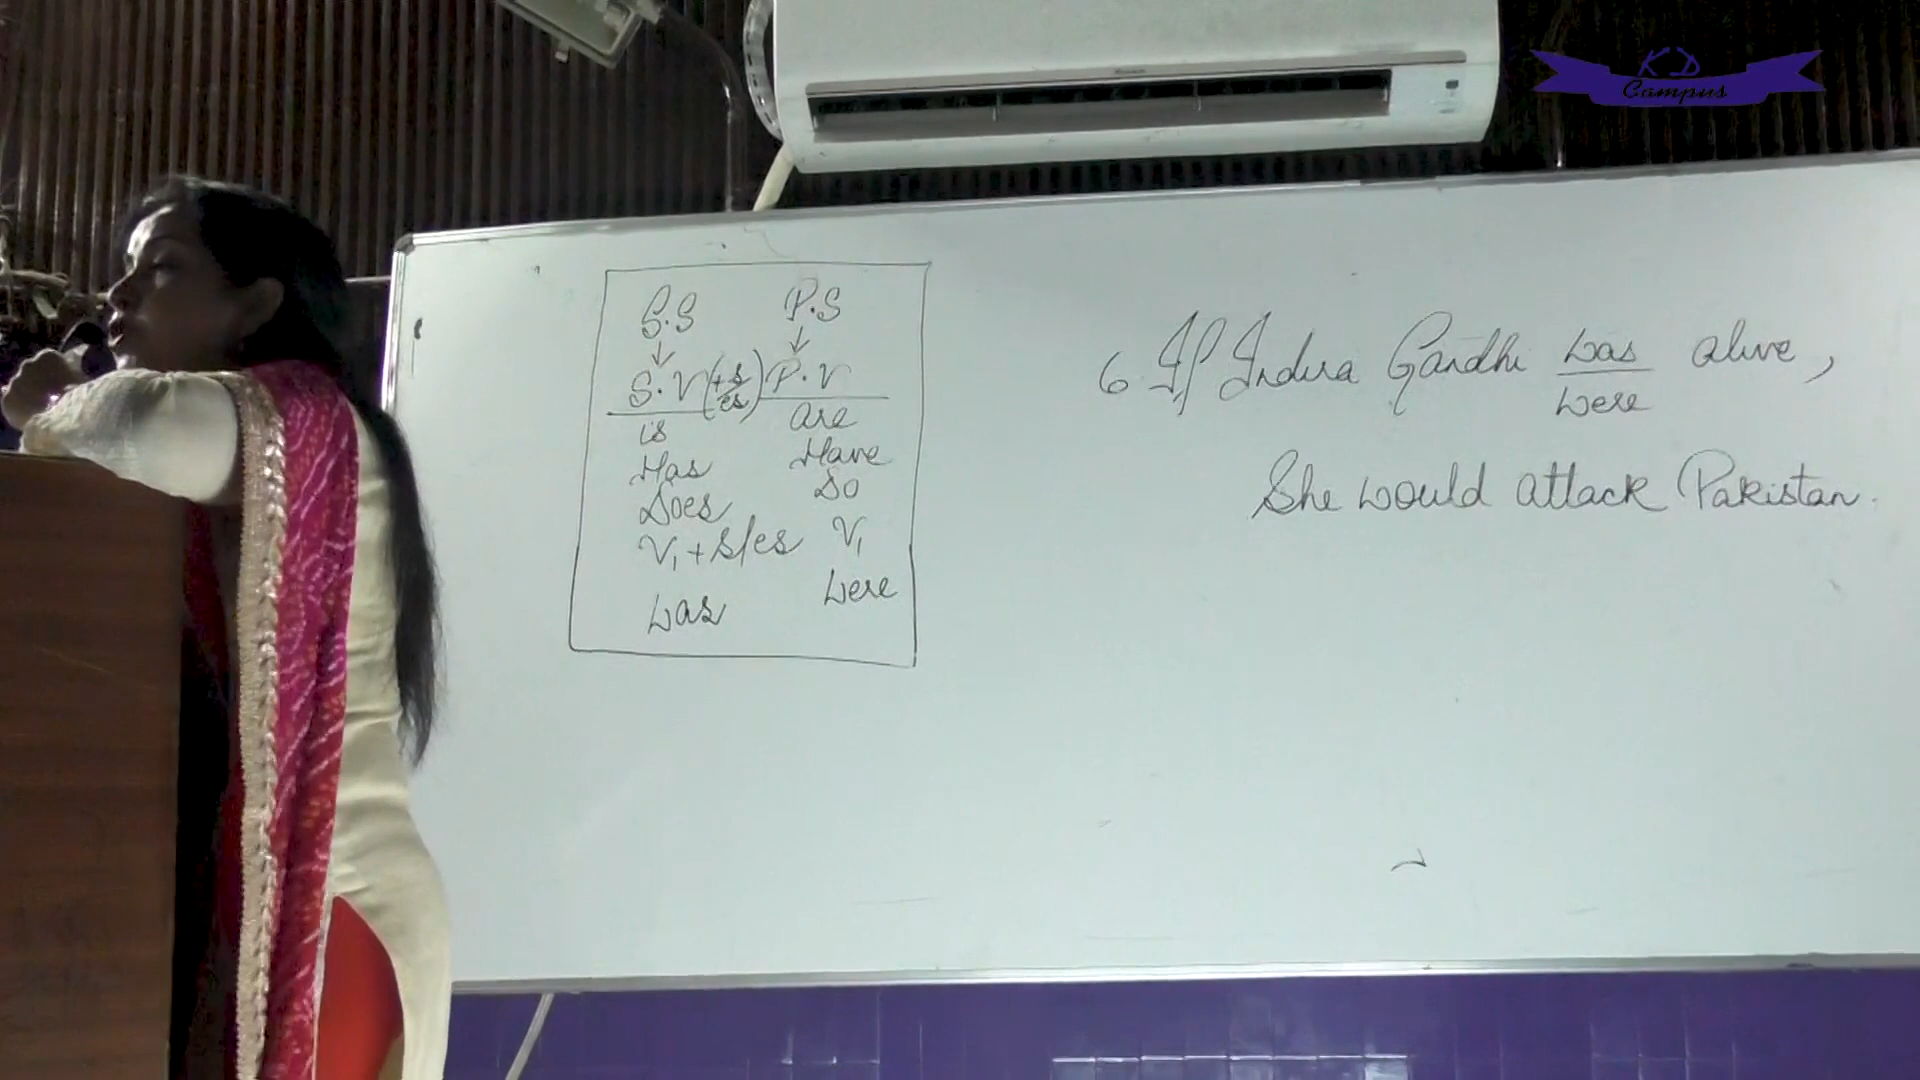 K D
Campus
S.S P.S
S.V (+s/es) P.V
is are
Has Have
Does Do
V1 + s/es V1
was were
6. If Indira Gandhi was alive,
were
She would attack Pakistan.